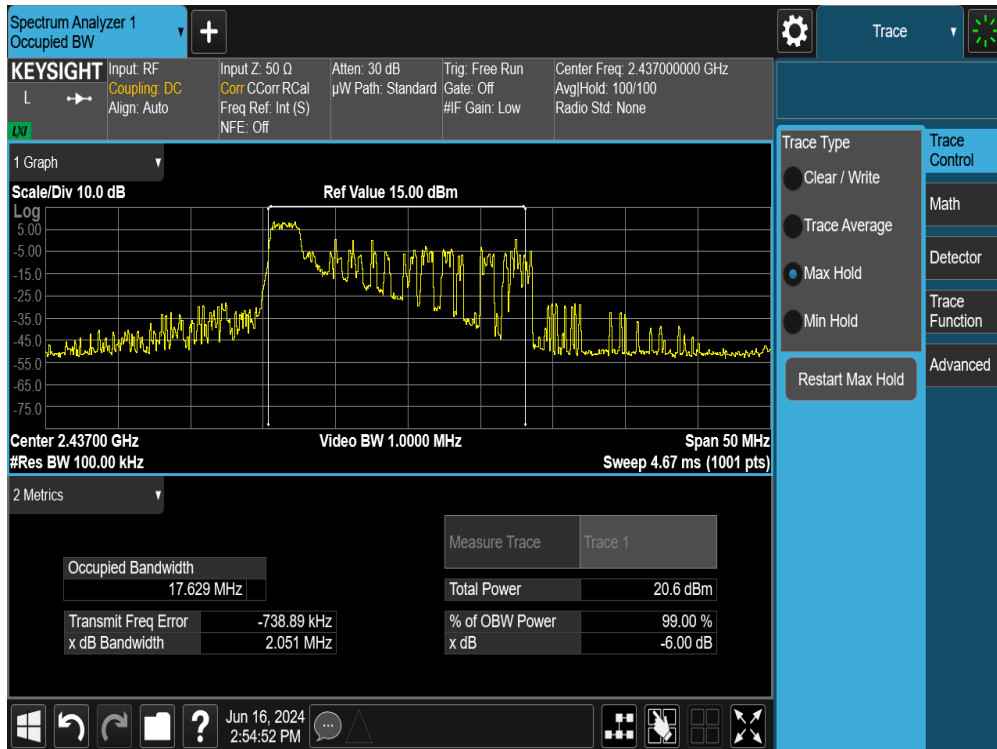 Spectrum Analyzer 1
Occupied BW
+
Trace
KEYSIGHT
L
LXI
Input: RF
Coupling: DC
Align: Auto
Input Z: 50 Ω
Corr CCorr RCal
Freq Ref: Int (S)
NFE: Off
Atten: 30 dB
µW Path: Standard
Trig: Free Run
Gate: Off
#IF Gain: Low
Center Freq: 2.437000000 GHz
Avg|Hold: 100/100
Radio Std: None
1 Graph
Scale/Div 10.0 dB
Ref Value 15.00 dBm
Log
5.00
-5.00
-15.0
-25.0
-35.0
-45.0
-55.0
-65.0
-75.0
Center 2.43700 GHz
Video BW 1.0000 MHz
Span 50 MHz
#Res BW 100.00 kHz
Sweep 4.67 ms (1001 pts)
2 Metrics
Measure Trace Trace 1
Occupied Bandwidth
17.629 MHz
Total Power 20.6 dBm
Transmit Freq Error -738.89 kHz
% of OBW Power 99.00 %
x dB Bandwidth 2.051 MHz
x dB -6.00 dB
Trace Type
Clear / Write
Trace Average
Max Hold
Min Hold
Restart Max Hold
Trace
Control
Math
Detector
Trace
Function
Advanced
?
Jun 16, 2024
2:54:52 PM